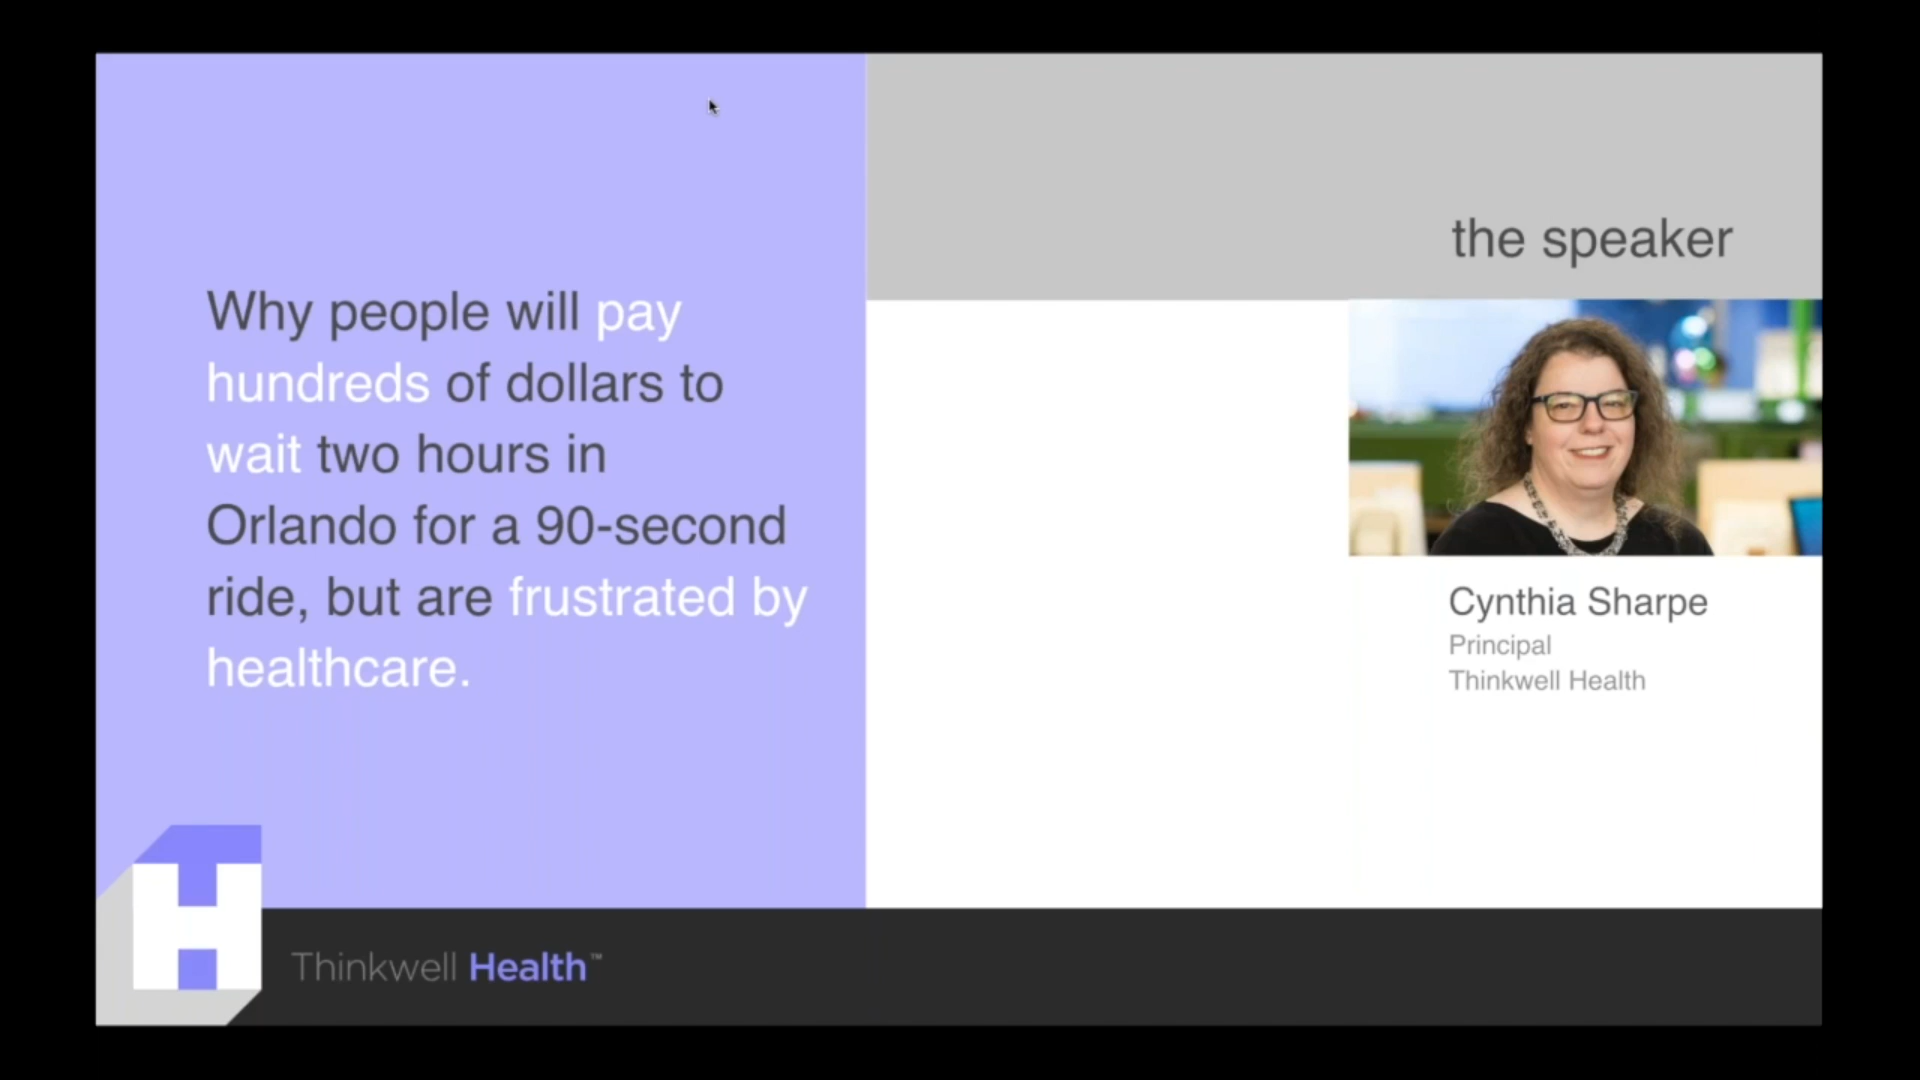 Why people will pay
hundreds of dollars to
wait two hours in
Orlando for a 90-second
ride, but are frustrated by
healthcare.
the speaker
Cynthia Sharpe
Principal
Thinkwell Health
H
Thinkwell Health™